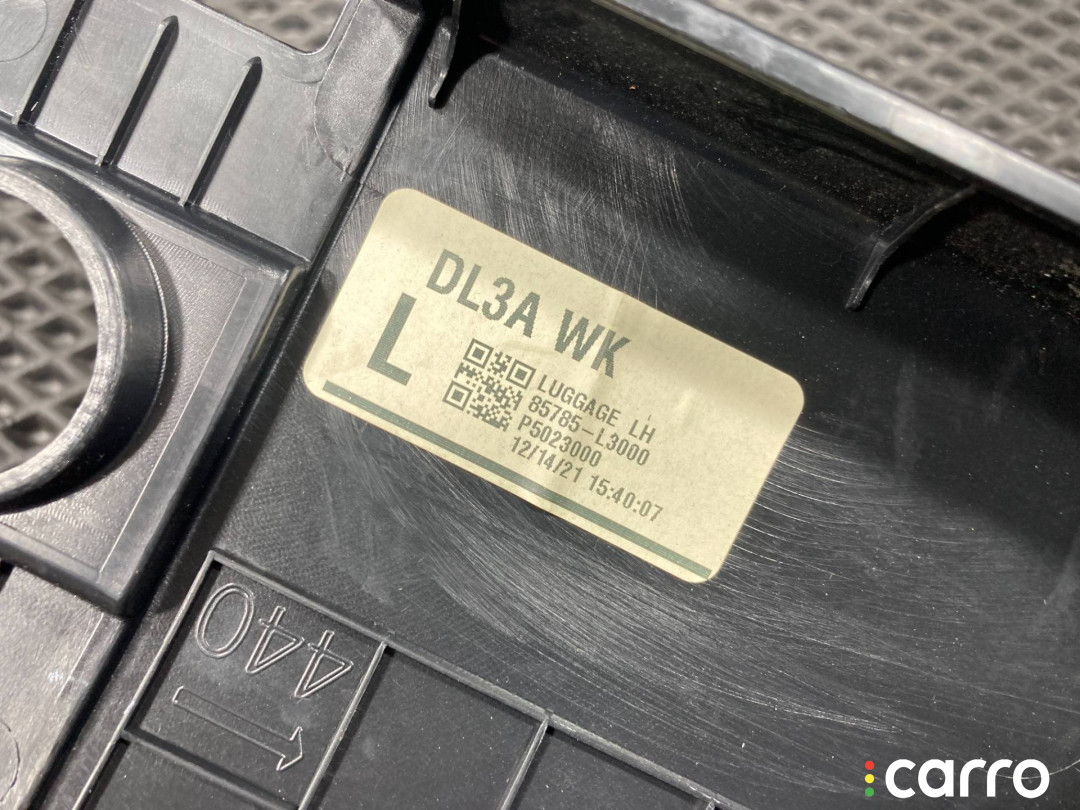 DL3A WK
L
LUGGAGE LH
85785-L3000
P5023000
12/14/21 15:40:07
440
carro